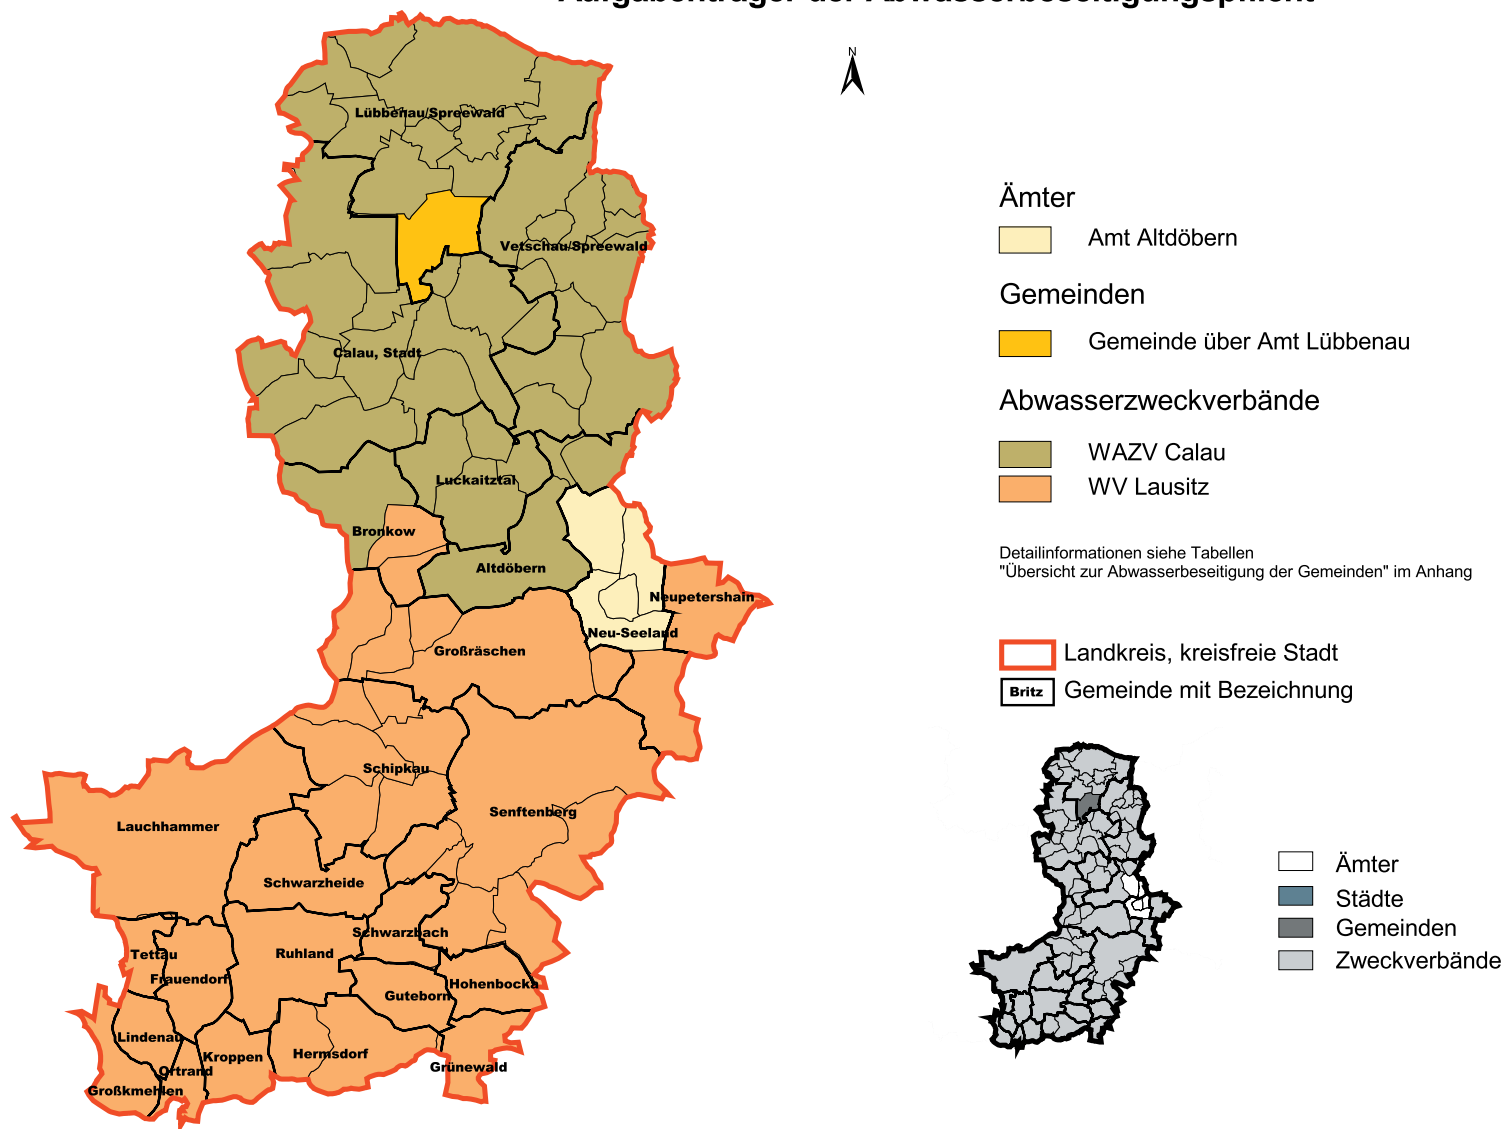 Aufgabenträger der Abwasserbeseitigungspflicht
N
Lübbenau/Spreewald
Vetschau/Spreewald
Calau, Stadt
Luckaitztal
Bronkow
Altdöbern
Neupetershain
Neu-Seeland
Großräschen
Schipkau
Senftenberg
Lauchhammer
Schwarzheide
Schwarzbach
Ruhland
Tettau
Frauendorf
Guteborn
Hohenbocka
Lindenau
Kroppen
Hermsdorf
Ortrand
Grünewald
Großkmehlen
Ämter
Amt Altdöbern
Gemeinden
Gemeinde über Amt Lübbenau
Abwasserzweckverbände
WAZV Calau
WV Lausitz
Detailinformationen siehe Tabellen
"Übersicht zur Abwasserbeseitigung der Gemeinden" im Anhang
Landkreis, kreisfreie Stadt
Britz Gemeinde mit Bezeichnung
Ämter
Städte
Gemeinden
Zweckverbände